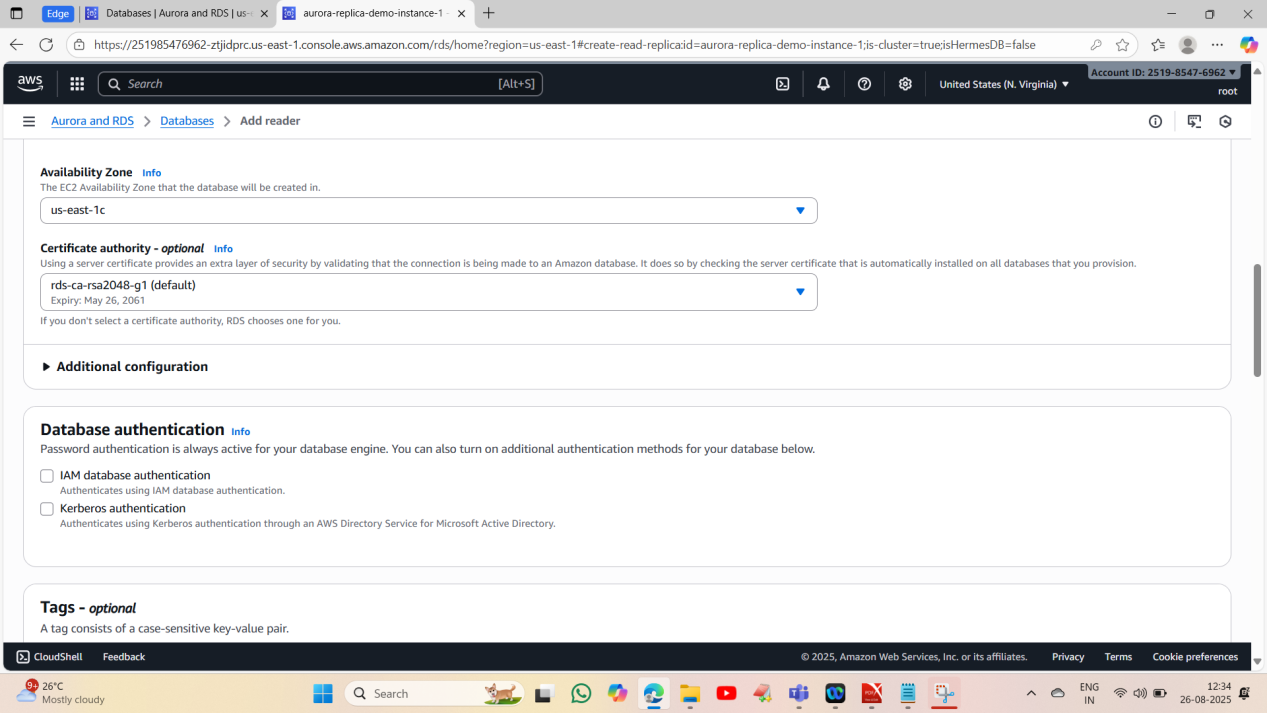 Edge
Databases | Aurora and RDS | us-
aurora-replica-demo-instance-1 -
https://251985476962-ztjidprc.us-east-1.console.aws.amazon.com/rds/home?region=us-east-1#create-read-replica:id=aurora-replica-demo-instance-1;is-cluster=true;isHermesDB=false
aws
Search
[Alt+S]
United States (N. Virginia)
Account ID: 2519-8547-6962
root
Aurora and RDS
Databases
Add reader
Availability Zone Info
The EC2 Availability Zone that the database will be created in.
us-east-1c
Certificate authority - optional Info
Using a server certificate provides an extra layer of security by validating that the connection is being made to an Amazon database. It does so by checking the server certificate that is automatically installed on all databases that you provision.
rds-ca-rsa2048-g1 (default)
Expiry: May 26, 2061
If you don't select a certificate authority, RDS chooses one for you.
Additional configuration
Database authentication Info
Password authentication is always active for your database engine. You can also turn on additional authentication methods for your database below.
IAM database authentication
Authenticates using IAM database authentication.
Kerberos authentication
Authenticates using Kerberos authentication through an AWS Directory Service for Microsoft Active Directory.
Tags - optional
A tag consists of a case-sensitive key-value pair.
CloudShell
Feedback
© 2025, Amazon Web Services, Inc. or its affiliates.
Privacy
Terms
Cookie preferences
9+
26°C
Mostly cloudy
Search
ENG
IN
12:34
26-08-2025